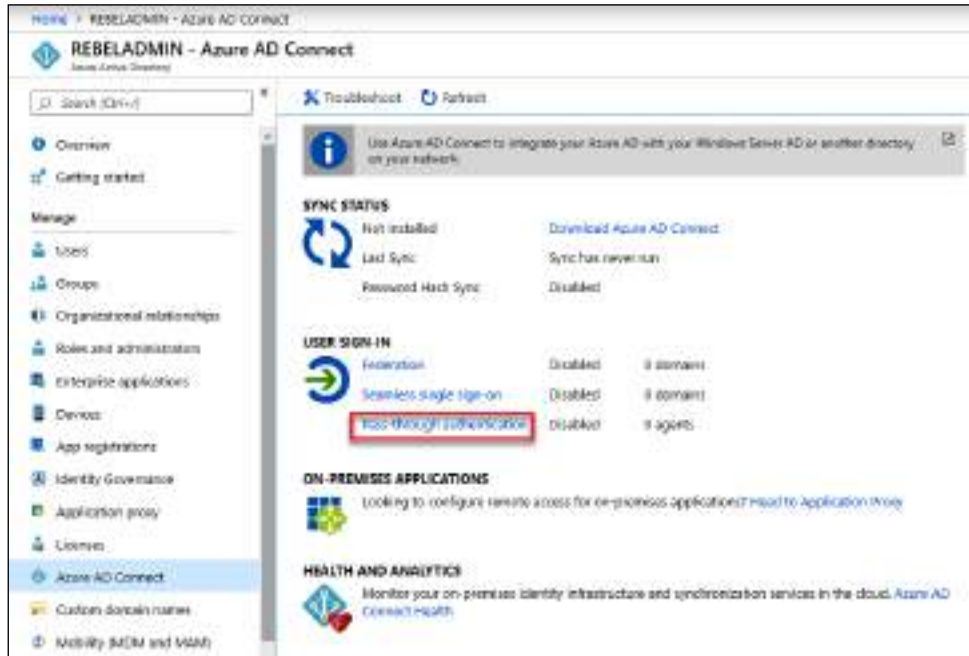 Home > REBELADMIN - Azure AD Connect
REBELADMIN - Azure AD Connect
Azure Active Directory
Search (Ctrl+/)
Troubleshoot Refresh
Overview
Getting started
Manage
Users
Groups
Organizational relationships
Roles and administrators
Enterprise applications
Devices
App registrations
Identity Governance
Application proxy
Licenses
Azure AD Connect
Custom domain names
Mobility (MDM and MAM)
Use Azure AD Connect to integrate your Azure AD with your Windows Server AD or another directory
on your network.
SYNC STATUS
Not installed Download Azure AD Connect
Last Sync Sync has never run
Password Hash Sync Disabled
USER SIGN-IN
Federation Disabled 0 domains
Seamless single sign-on Disabled 0 domains
Pass-through authentication Disabled 0 agents
ON-PREMISES APPLICATIONS
Looking to configure remote access for on-premises applications? Head to Application Proxy
HEALTH AND ANALYTICS
Monitor your on-premises identity infrastructure and synchronization services in the cloud. Azure AD
Connect Health